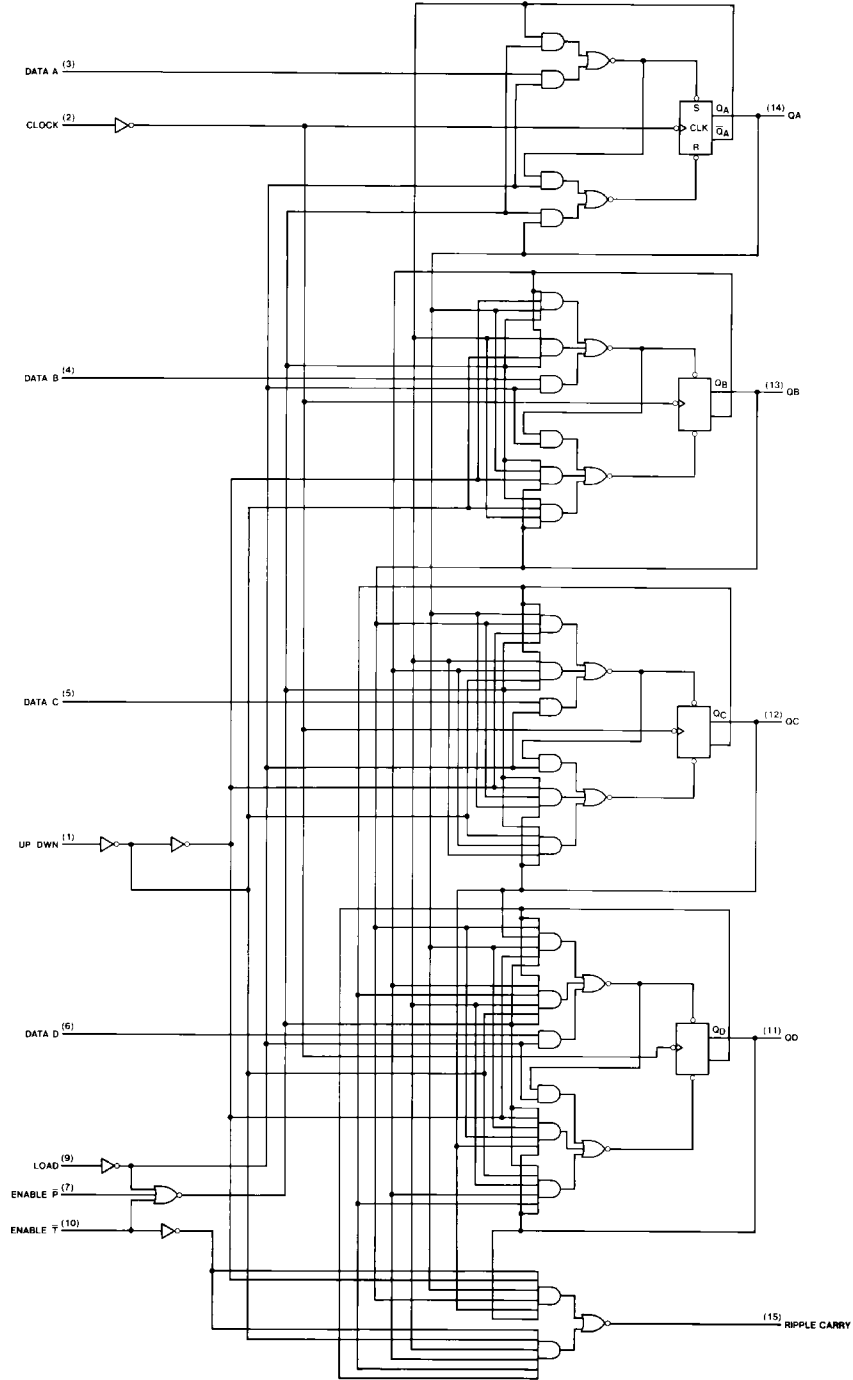 DATA A (3)
CLOCK (2)
S
QA
CLK
Q̅A
R
(14) QA
DATA B (4)
QB
(13) QB
DATA C (5)
QC
(12) QC
UP DWN (1)
DATA D (6)
QD
(11) QD
LOAD (9)
ENABLE P̅ (7)
ENABLE T̅ (10)
(15) RIPPLE CARRY